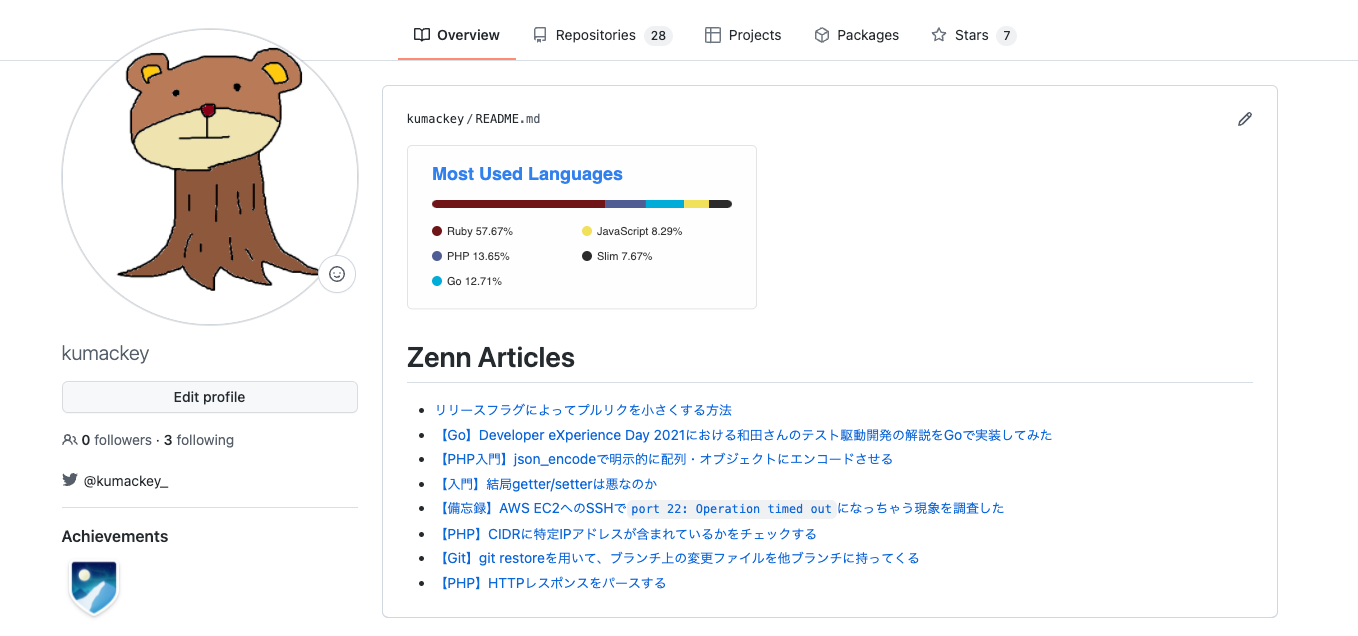 Overview Repositories 28 Projects Packages Stars 7
kumackey
Edit profile
0 followers · 3 following
@kumackey_
Achievements
kumackey / README.md
Most Used Languages
Ruby 57.67% JavaScript 8.29%
PHP 13.65% Slim 7.67%
Go 12.71%
Zenn Articles
リリースフラグによってプルリクを小さくする方法
【Go】Developer eXperience Day 2021における和田さんのテスト駆動開発の解説をGoで実装してみた
【PHP入門】json_encodeで明示的に配列・オブジェクトにエンコードさせる
【入門】結局getter/setterは悪なのか
【備忘録】AWS EC2へのSSHで port 22: Operation timed out になっちゃう現象を調査した
【PHP】CIDRに特定IPアドレスが含まれているかをチェックする
【Git】git restoreを用いて、ブランチ上の変更ファイルを他ブランチに持ってくる
【PHP】HTTPレスポンスをパースする